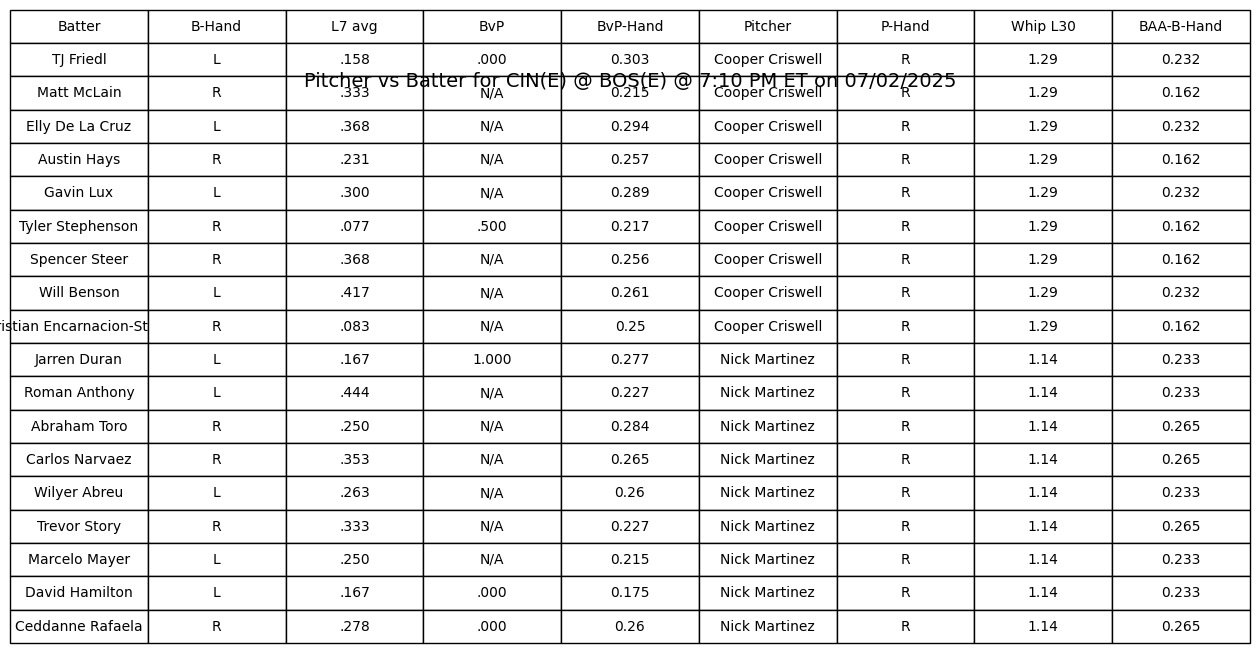 Batter B-Hand L7 avg BvP BvP-Hand Pitcher P-Hand Whip L30 BAA-B-Hand
TJ Friedl L .158 .000 0.303 Cooper Criswell R 1.29 0.232
Pitcher vs Batter for CIN(E) @ BOS(E) @ 7:10 PM ET on 07/02/2025
Matt McLain R .333 N/A 0.215 Cooper Criswell R 1.29 0.162
Elly De La Cruz L .368 N/A 0.294 Cooper Criswell R 1.29 0.232
Austin Hays R .231 N/A 0.257 Cooper Criswell R 1.29 0.162
Gavin Lux L .300 N/A 0.289 Cooper Criswell R 1.29 0.232
Tyler Stephenson R .077 .500 0.217 Cooper Criswell R 1.29 0.162
Spencer Steer R .368 N/A 0.256 Cooper Criswell R 1.29 0.162
Will Benson L .417 N/A 0.261 Cooper Criswell R 1.29 0.232
istian Encarnacion-St R .083 N/A 0.25 Cooper Criswell R 1.29 0.162
Jarren Duran L .167 1.000 0.277 Nick Martinez R 1.14 0.233
Roman Anthony L .444 N/A 0.227 Nick Martinez R 1.14 0.233
Abraham Toro R .250 N/A 0.284 Nick Martinez R 1.14 0.265
Carlos Narvaez R .353 N/A 0.265 Nick Martinez R 1.14 0.265
Wilyer Abreu L .263 N/A 0.26 Nick Martinez R 1.14 0.233
Trevor Story R .333 N/A 0.227 Nick Martinez R 1.14 0.265
Marcelo Mayer L .250 N/A 0.215 Nick Martinez R 1.14 0.233
David Hamilton L .167 .000 0.175 Nick Martinez R 1.14 0.233
Ceddanne Rafaela R .278 .000 0.26 Nick Martinez R 1.14 0.265